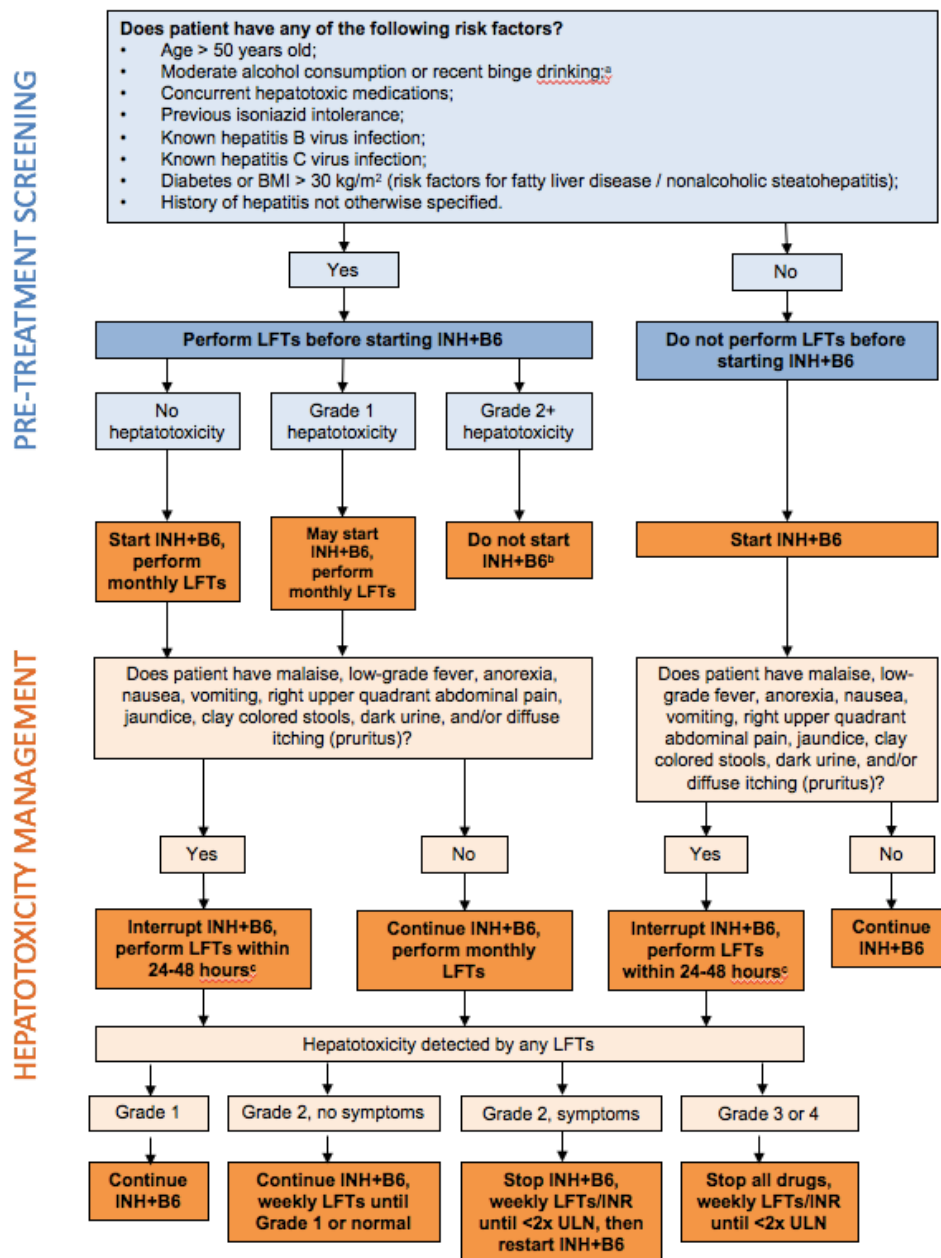 PRE-TREATMENT SCREENING
Does patient have any of the following risk factors?
• Age > 50 years old;
• Moderate alcohol consumption or recent binge drinking;a
• Concurrent hepatotoxic medications;
• Previous isoniazid intolerance;
• Known hepatitis B virus infection;
• Known hepatitis C virus infection;
• Diabetes or BMI > 30 kg/m² (risk factors for fatty liver disease / nonalcoholic steatohepatitis);
• History of hepatitis not otherwise specified.
Yes
No
Perform LFTs before starting INH+B6
Do not perform LFTs before
starting INH+B6
No
heptatotoxicity
Grade 1
hepatotoxicity
Grade 2+
hepatotoxicity
Start INH+B6,
perform
monthly LFTs
May start
INH+B6,
perform
monthly LFTs
Do not start
INH+B6b
Start INH+B6
HEPATOTOXICITY MANAGEMENT
Does patient have malaise, low-grade fever, anorexia,
nausea, vomiting, right upper quadrant abdominal pain,
jaundice, clay colored stools, dark urine, and/or diffuse
itching (pruritus)?
Does patient have malaise, low-
grade fever, anorexia, nausea,
vomiting, right upper quadrant
abdominal pain, jaundice, clay
colored stools, dark urine, and/or
diffuse itching (pruritus)?
Yes
No
Yes
No
Interrupt INH+B6,
perform LFTs within
24-48 hoursc
Continue INH+B6,
perform monthly
LFTs
Interrupt INH+B6,
perform LFTs
within 24-48 hoursc
Continue
INH+B6
Hepatotoxicity detected by any LFTs
Grade 1
Grade 2, no symptoms
Grade 2, symptoms
Grade 3 or 4
Continue
INH+B6
Continue INH+B6,
weekly LFTs until
Grade 1 or normal
Stop INH+B6,
weekly LFTs/INR
until <2x ULN, then
restart INH+B6
Stop all drugs,
weekly LFTs/INR
until <2x ULN